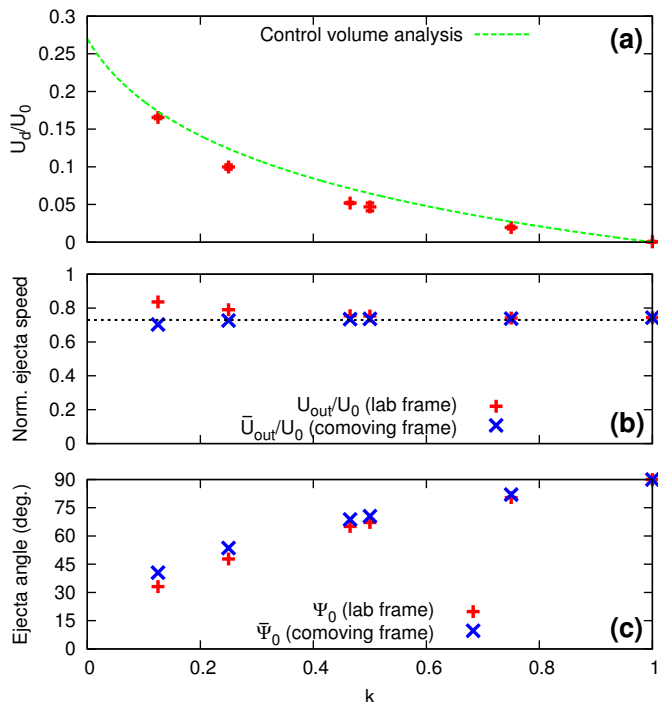 0.3
Control volume analysis
(a)
0.25
0.2
0.15
0.1
0.05
0
U_d/U_0
1
0.8
0.6
0.4
0.2
0
Norm. ejecta speed
U_out/U_0 (lab frame)
Ū_out/U_0 (comoving frame)
(b)
90
75
60
45
30
15
0
Ejecta angle (deg.)
Ψ_0 (lab frame)
Ψ̄_0 (comoving frame)
(c)
0 0.2 0.4 0.6 0.8 1
k